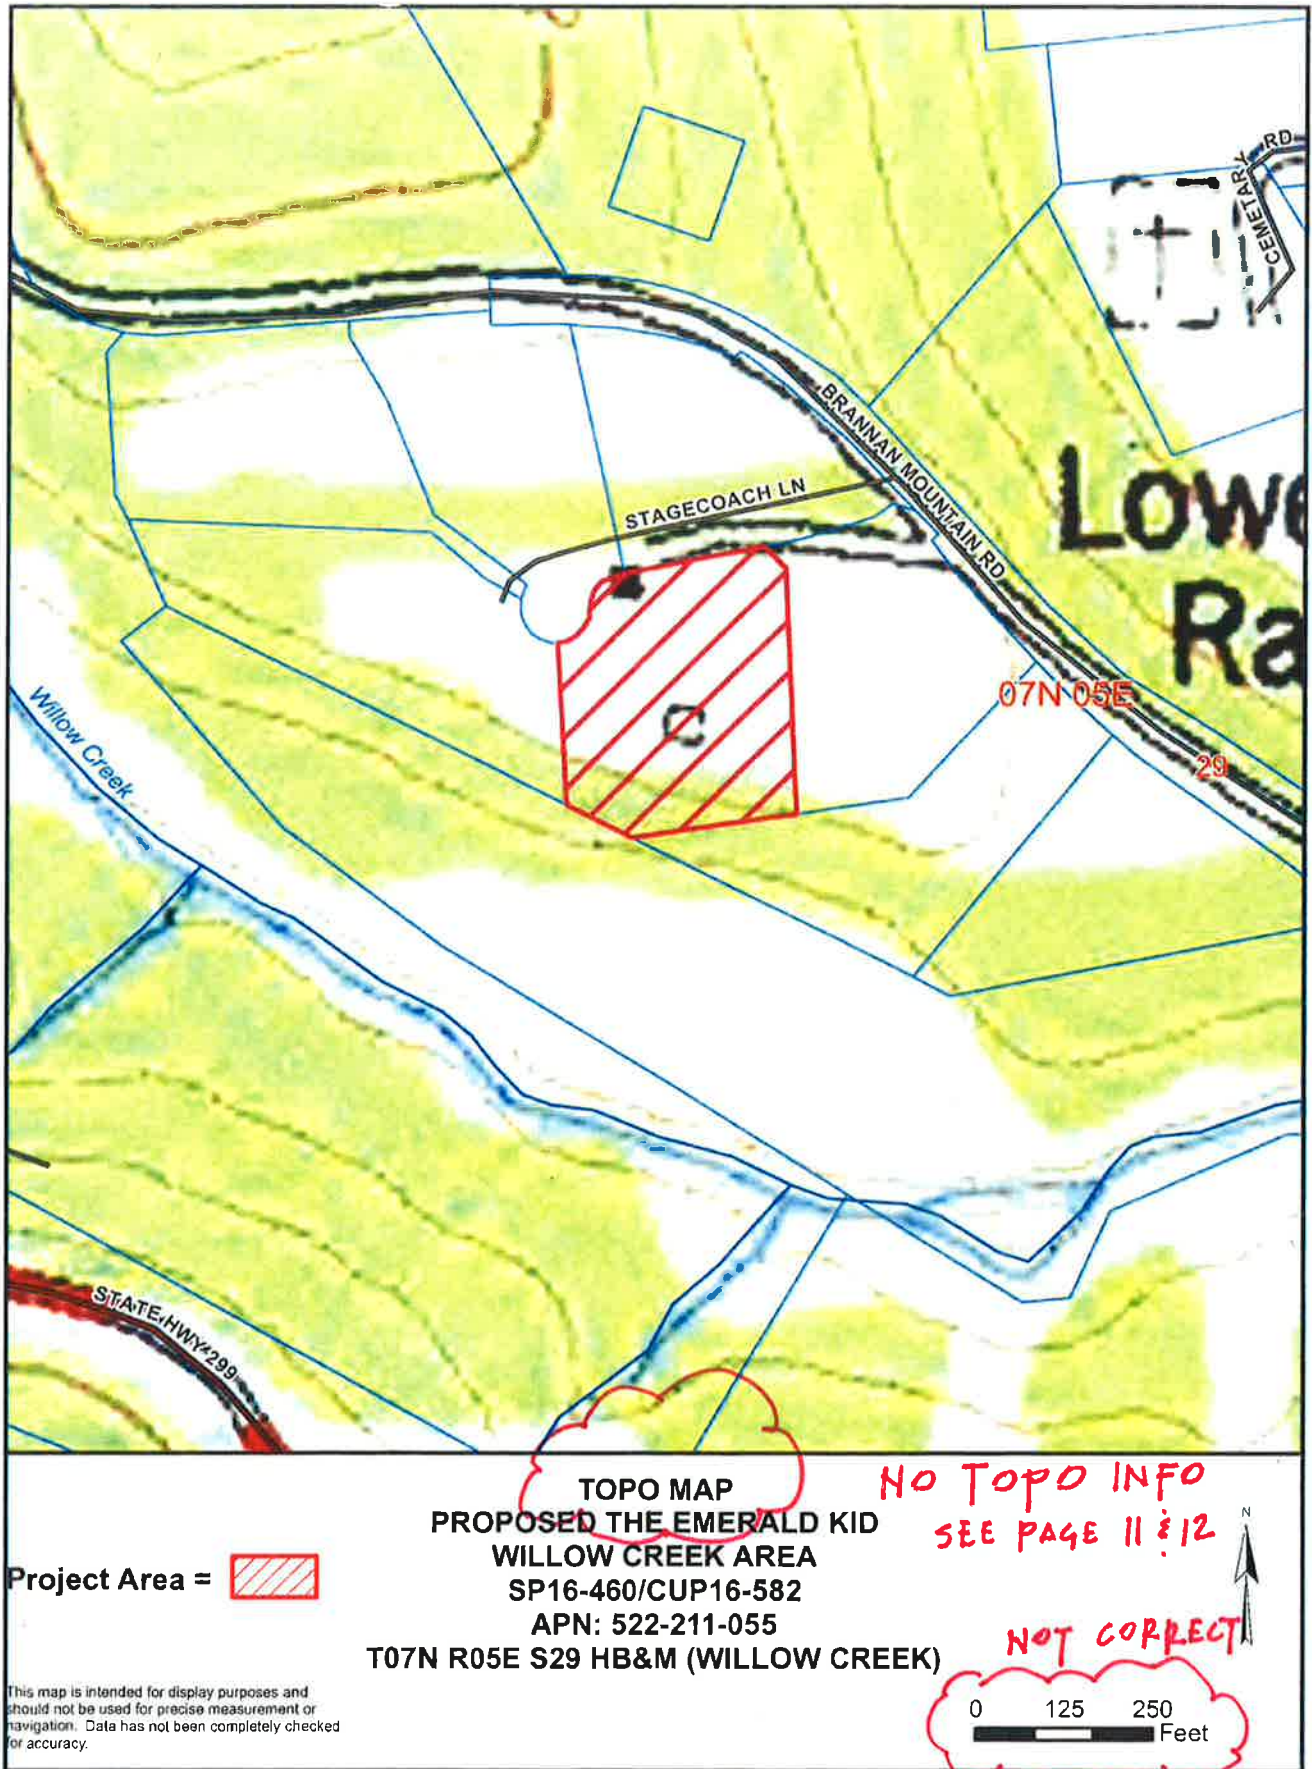 CEMETARY RD
BRANNAN MOUNTAIN RD
Lowe
STAGECOACH LN
Ra
07N 05E
Willow Creek
29
STATE HWY 299
TOPO MAP
PROPOSED THE EMERALD KID
WILLOW CREEK AREA
SP16-460/CUP16-582
APN: 522-211-055
T07N R05E S29 HB&M (WILLOW CREEK)
NO TOPO INFO
SEE PAGE 11 & 12
N
Project Area =
NOT CORRECT
0 125 250
Feet
This map is intended for display purposes and
should not be used for precise measurement or
navigation. Data has not been completely checked
for accuracy.